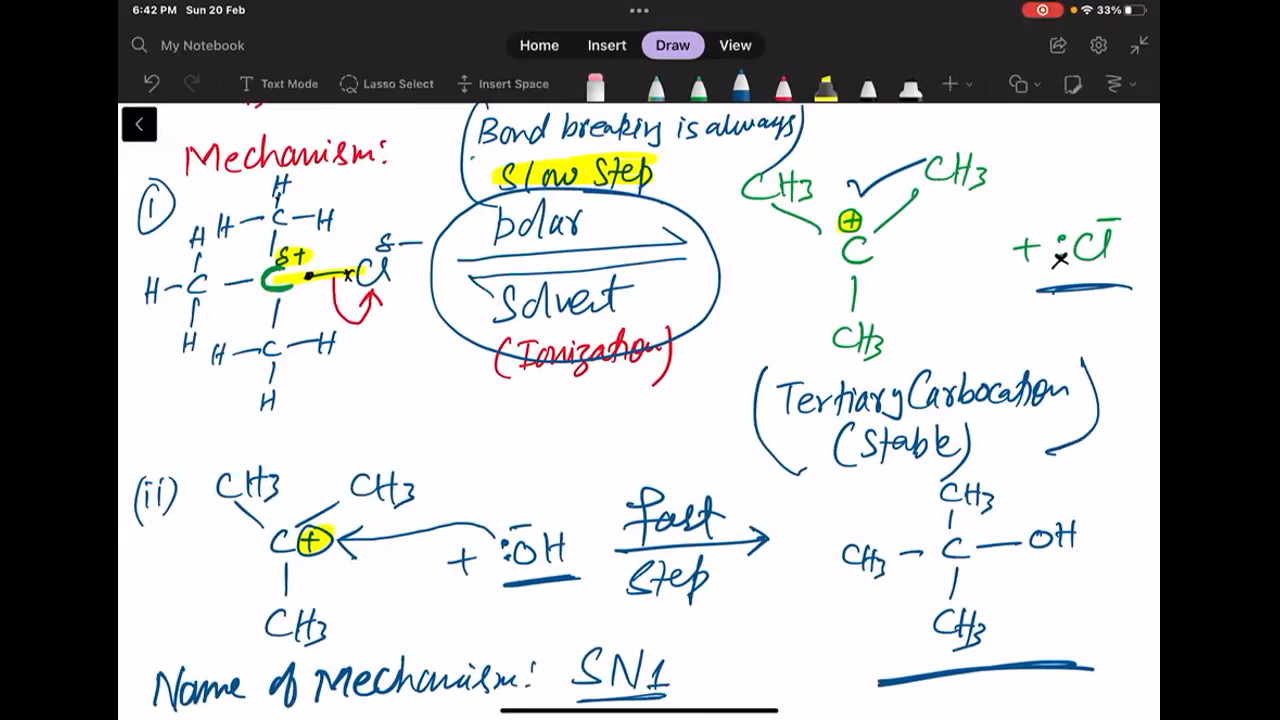 6:42 PM Sun 20 Feb
33%
My Notebook
Home Insert Draw View
Text Mode Lasso Select Insert Space
Mechanism:
(Bond breaking is always)
slow step
(i)
H
H-C-H
H
H-C-C-Cl
δ+
δ-
H
H-C-H
H
polar
solvent
(Ionization)
CH3 CH3
+
C
CH3
+ :Cl-
(Tertiary Carbocation
(stable)
(ii)
CH3 CH3
C +
CH3
+ :OH-
fast
step
CH3
CH3 - C - OH
CH3
Name of Mechanism: SN1